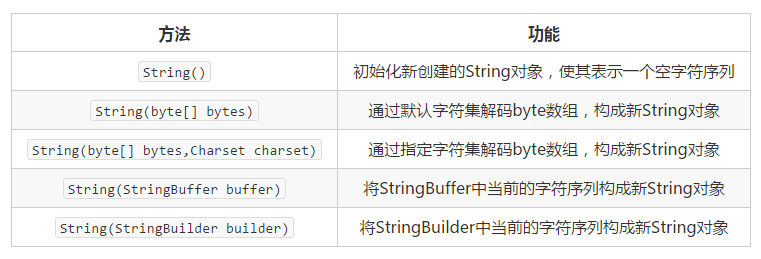 方法 功能
String() 初始化新创建的String对象，使其表示一个空字符序列
String(byte[] bytes) 通过默认字符集解码byte数组，构成新String对象
String(byte[] bytes,Charset charset) 通过指定字符集解码byte数组，构成新String对象
String(StringBuffer buffer) 将StringBuffer中当前的字符序列构成新String对象
String(StringBuilder builder) 将StringBuilder中当前的字符序列构成新String对象